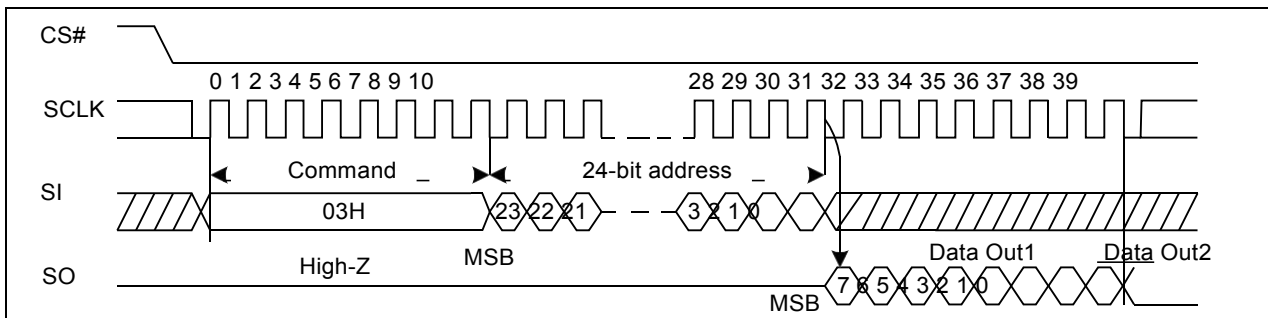 CS#
0 1 2 3 4 5 6 7 8 9 10 28 29 30 31 32 33 34 35 36 37 38 39
SCLK
Command 24-bit address
SI
03H 23 22 21 3 2 1 0
MSB
High-Z Data Out1 Data Out2
SO
7 6 5 4 3 2 1 0
MSB